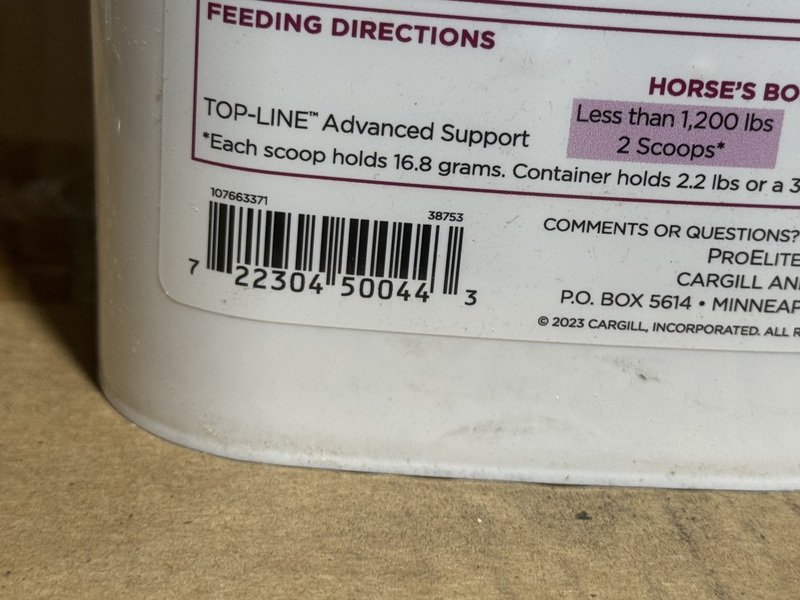 FEEDING DIRECTIONS
HORSE'S BO
TOP-LINE™ Advanced Support
Less than 1,200 lbs
2 Scoops*
*Each scoop holds 16.8 grams. Container holds 2.2 lbs or a 3
107663371
38753
7 22304 50044 3
COMMENTS OR QUESTIONS?
PROELITE
CARGILL ANI
P.O. BOX 5614 • MINNEAP
© 2023 CARGILL, INCORPORATED. ALL R